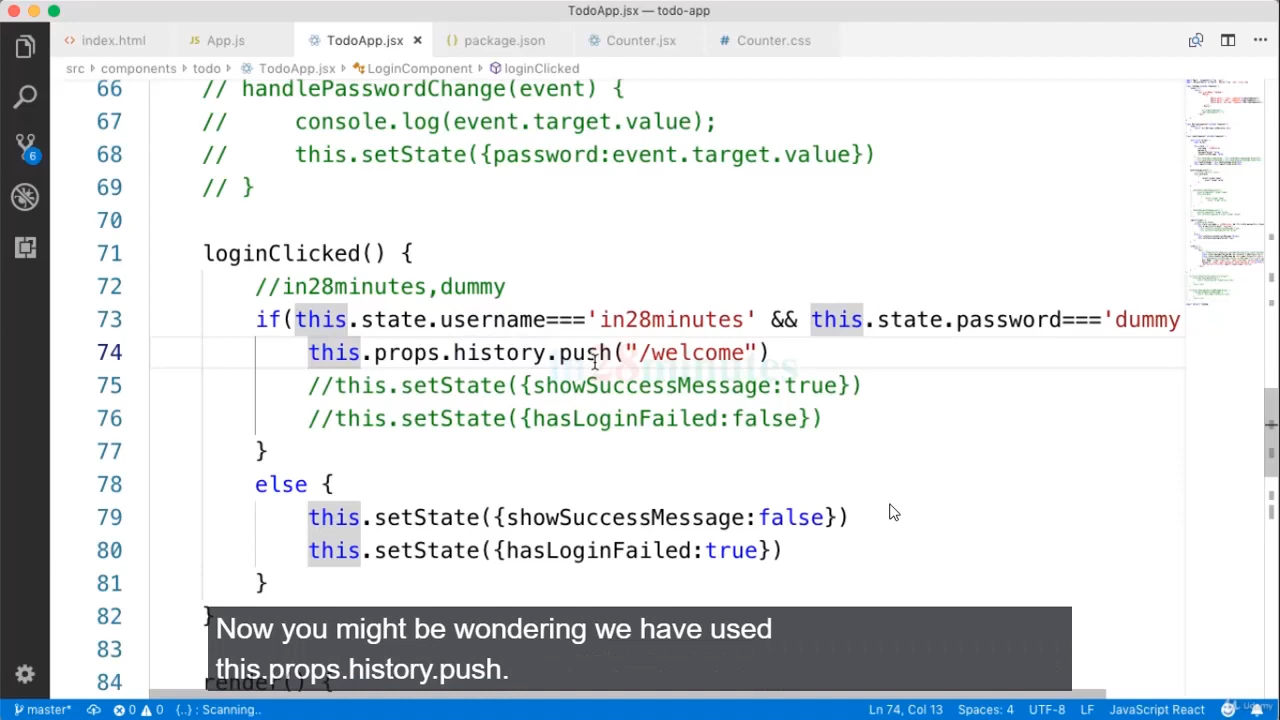 TodoApp.jsx — todo-app
index.html
JS App.js
TodoApp.jsx ×
{} package.json
Counter.jsx
# Counter.css
src components todo TodoApp.jsx LoginComponent loginClicked
66 // handlePasswordChange(event) {
67 // console.log(event.target.value);
68 // this.setState({password:event.target.value})
69 // }
70
71 loginClicked() {
72 //in28minutes,dummy
73 if(this.state.username==='in28minutes' && this.state.password==='dummy
74 this.props.history.push("/welcome")
75 //this.setState({showSuccessMessage:true})
76 //this.setState({hasLoginFailed:false})
77 }
78 else {
79 this.setState({showSuccessMessage:false})
80 this.setState({hasLoginFailed:true})
81 }
82 }
83
84 render() {
Now you might be wondering we have used
this.props.history.push.
6
master* 0 0 {..} : Scanning.. Ln 74, Col 13 Spaces: 4 UTF-8 LF JavaScript React
Udemy